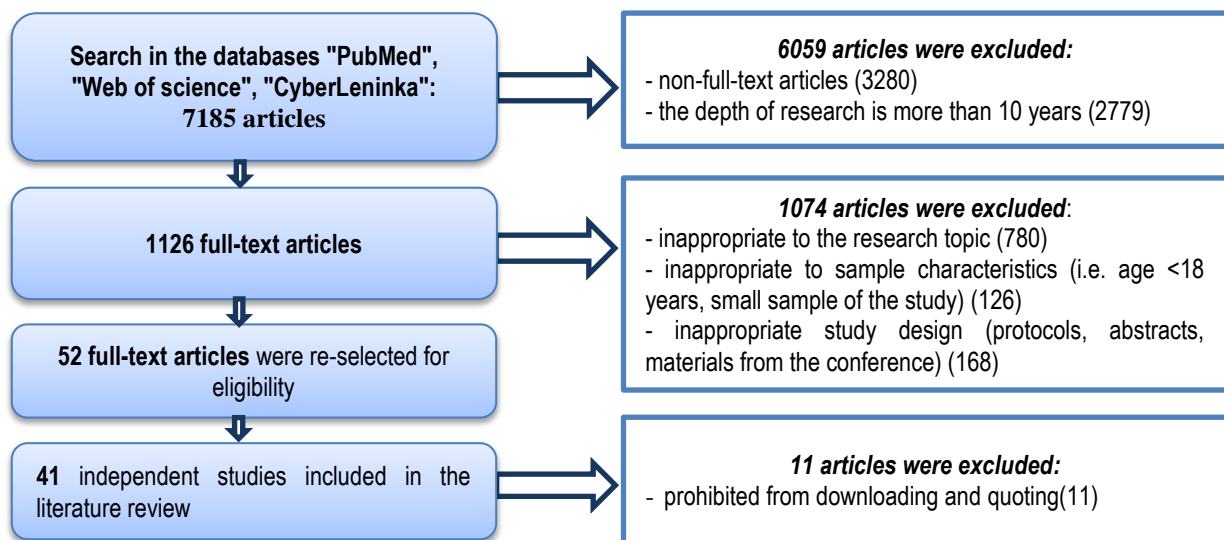 Search in the databases "PubMed",
"Web of science", "CyberLeninka":
7185 articles
6059 articles were excluded:
- non-full-text articles (3280)
- the depth of research is more than 10 years (2779)
1126 full-text articles
1074 articles were excluded:
- inappropriate to the research topic (780)
- inappropriate to sample characteristics (i.e. age <18
years, small sample of the study) (126)
- inappropriate study design (protocols, abstracts,
materials from the conference) (168)
52 full-text articles were re-selected for
eligibility
41 independent studies included in the
literature review
11 articles were excluded:
- prohibited from downloading and quoting(11)